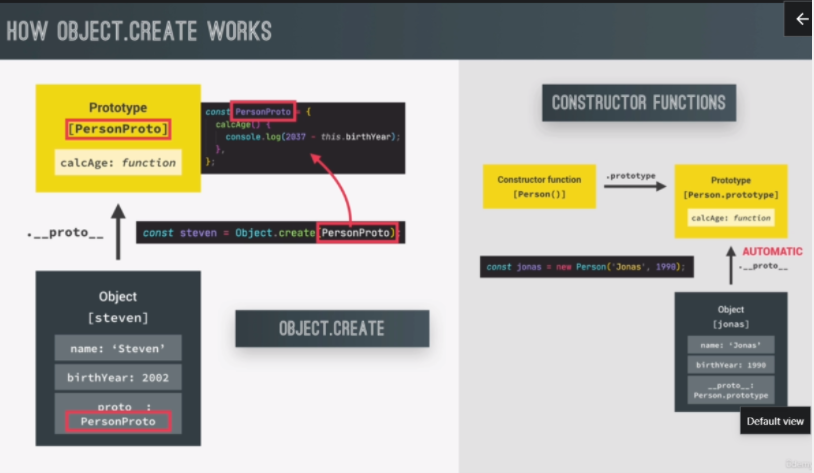 HOW OBJECT.CREATE WORKS
Prototype
[PersonProto]
calcAge: function
const PersonProto = {
calcAge() {
console.log(2037 - this.birthYear);
},
};
.__proto__
const steven = Object.create(PersonProto);
Object
[steven]
name: ‘Steven’
birthYear: 2002
__proto__:
PersonProto
OBJECT.CREATE
CONSTRUCTOR FUNCTIONS
Constructor function
[Person()]
.prototype
Prototype
[Person.prototype]
calcAge: function
const jonas = new Person('Jonas', 1990);
AUTOMATIC
.__proto__
Object
[jonas]
name: ‘Jonas’
birthYear: 1990
__proto__:
Person.prototype
Default view